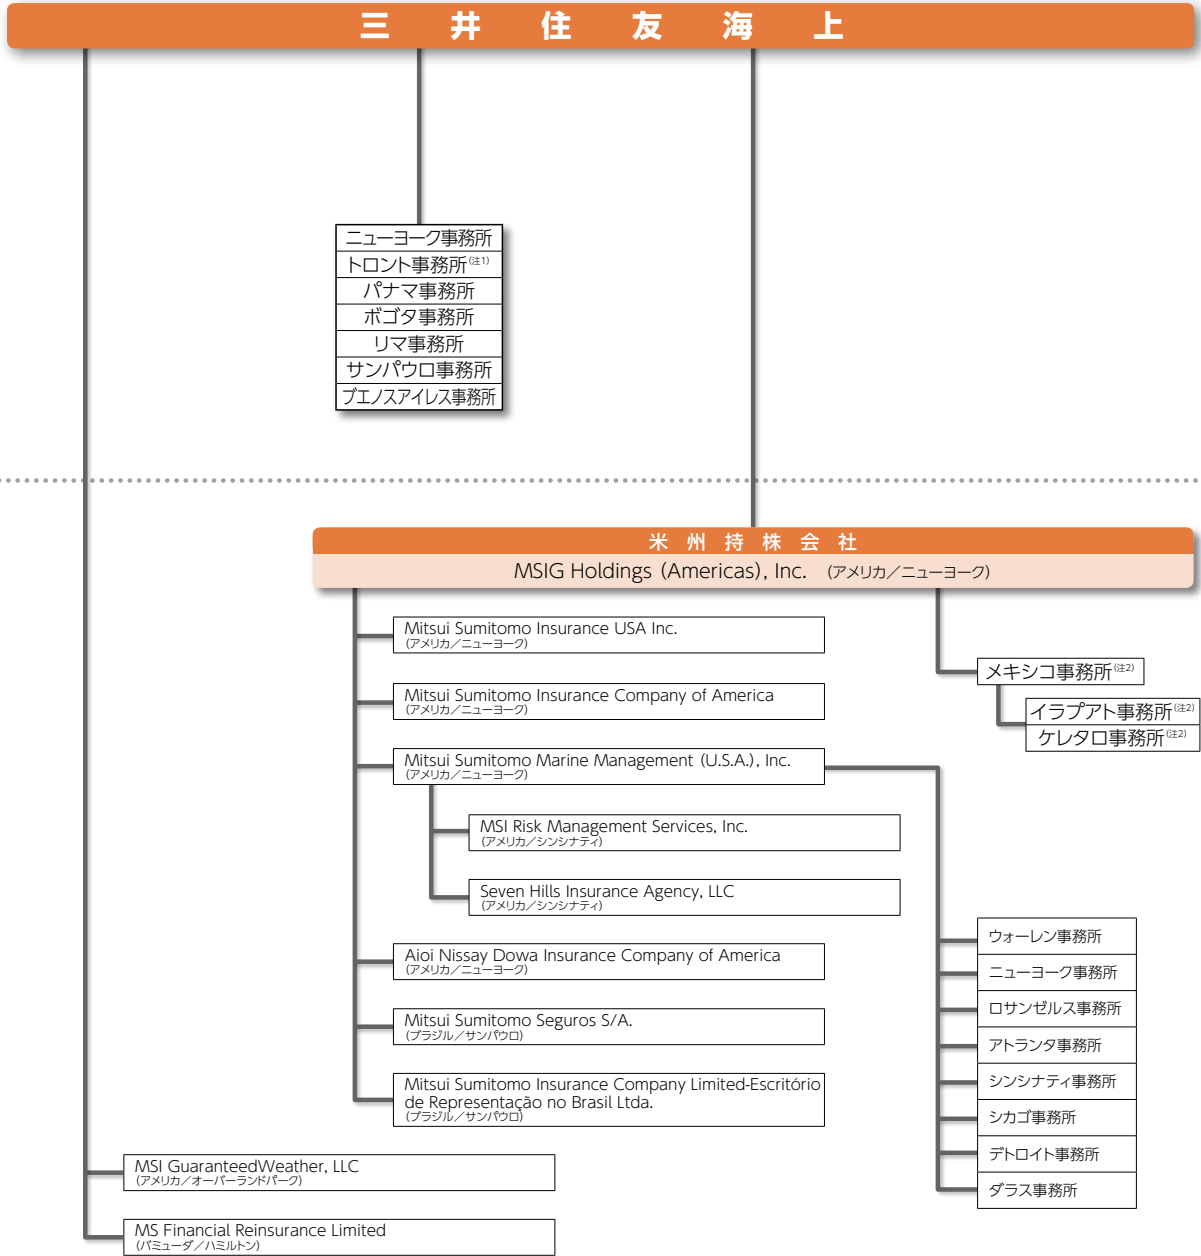 三井住友海上
ニューヨーク事務所
トロント事務所(注1)
パナマ事務所
ボゴタ事務所
リマ事務所
サンパウロ事務所
ブエノスアイレス事務所
米州持株会社
MSIG Holdings (Americas), Inc. (アメリカ／ニューヨーク)
Mitsui Sumitomo Insurance USA Inc.
(アメリカ／ニューヨーク)
Mitsui Sumitomo Insurance Company of America
(アメリカ／ニューヨーク)
Mitsui Sumitomo Marine Management (U.S.A.), Inc.
(アメリカ／ニューヨーク)
MSI Risk Management Services, Inc.
(アメリカ／シンシナティ)
Seven Hills Insurance Agency, LLC
(アメリカ／シンシナティ)
Aioi Nissay Dowa Insurance Company of America
(アメリカ／ニューヨーク)
Mitsui Sumitomo Seguros S/A.
(ブラジル／サンパウロ)
Mitsui Sumitomo Insurance Company Limited-Escritório
de Representação no Brasil Ltda.
(ブラジル／サンパウロ)
メキシコ事務所(注2)
イラプアト事務所(注2)
ケレタロ事務所(注2)
ウォーレン事務所
ニューヨーク事務所
ロサンゼルス事務所
アトランタ事務所
シンシナティ事務所
シカゴ事務所
デトロイト事務所
ダラス事務所
MSI GuaranteedWeather, LLC
(アメリカ／オーバーランドパーク)
MS Financial Reinsurance Limited
(バミューダ／ハミルトン)